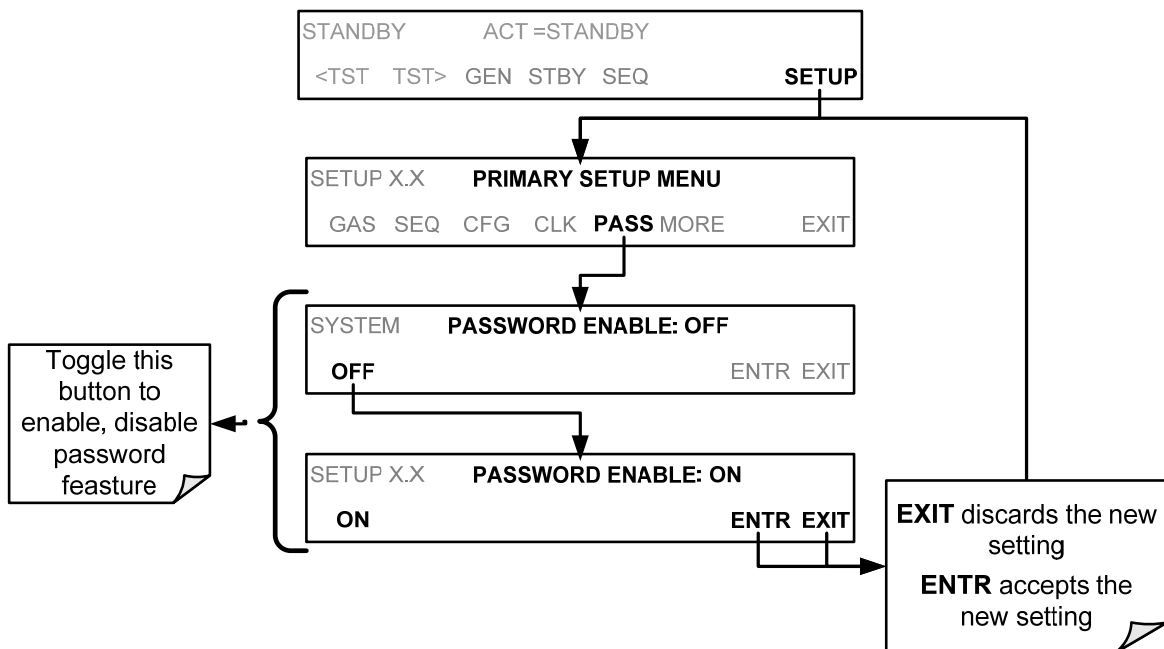 STANDBY ACT =STANDBY
<TST TST> GEN STBY SEQ SETUP
SETUP X.X PRIMARY SETUP MENU
GAS SEQ CFG CLK PASS MORE EXIT
SYSTEM PASSWORD ENABLE: OFF
OFF ENTR EXIT
Toggle this
button to
enable, disable
password
feasture
SETUP X.X PASSWORD ENABLE: ON
ON ENTR EXIT
EXIT discards the new
setting
ENTR accepts the
new setting